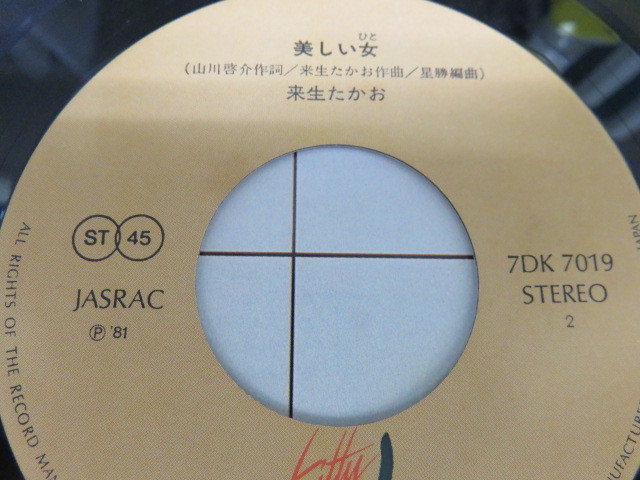 ひと
美しい女
(山川啓介作詞/来生たかお作曲/星勝編曲)
来生たかお
ST 45
JASRAC
Ⓟ '81
7DK 7019
STEREO
2
ALL RIGHTS OF THE RECORD
Kitty